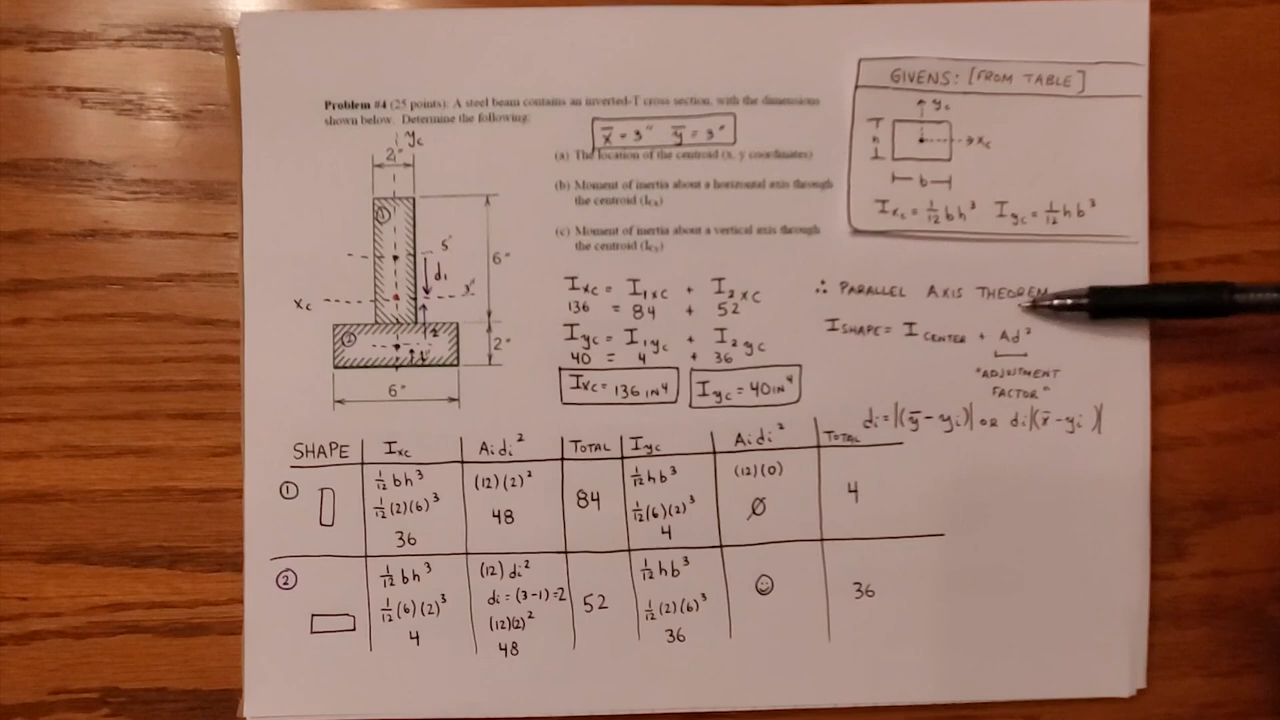 Problem #4 (25 points): A steel beam contains an inverted-T cross section, with the dimensions
shown below. Determine the following:
x̄ = 3" ȳ = 3"
(a) The location of the centroid (x, y coordinates)
(b) Moment of inertia about a horizontal axis through
the centroid (Icx)
(c) Moment of inertia about a vertical axis through
the centroid (Icy)
yc
2"
1
5"
d1
6"
3"
xc
2
2
1"
2"
6"
GIVENS: [FROM TABLE]
yc
xc
h
b
Ixc = 1/12 bh³ Iyc = 1/12 hb³
Ixc = I1xc + I2xc
136 = 84 + 52
Iyc = I1yc + I2yc
40 = 4 + 36
Ixc = 136 IN⁴ Iyc = 40 IN⁴
∴ PARALLEL AXIS THEOREM
I SHAPE = I CENTER + Ad²
"ADJUSTMENT
FACTOR"
di = |(ȳ - yi)| OR di|(x̄ - yi)|
SHAPE Ixc Aidi² TOTAL Iyc Aidi² TOTAL
1 1/12 bh³ (12)(2)² 84 1/12 hb³ (12)(0) 4
1/12 (2)(6)³ 48 1/12 (6)(2)³ Ø
36 4
2 1/12 bh³ (12) di² 52 1/12 hb³ ☺ 36
1/12 (6)(2)³ di = (3-1) = 2 1/12 (2)(6)³
4 (12)(2)² 36
48